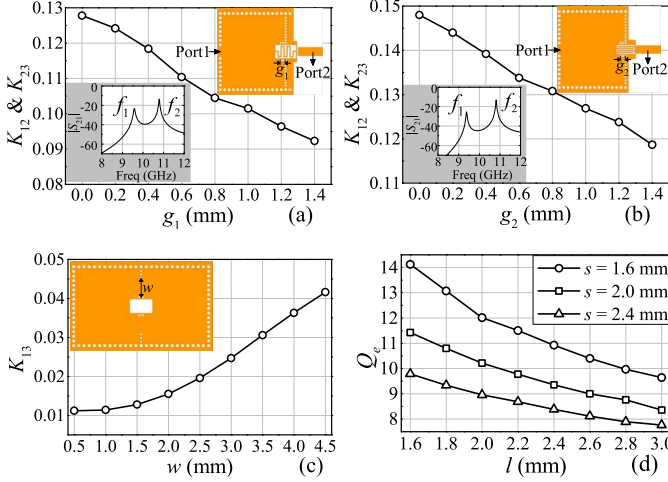 K12 & K23
0.13
0.12
0.11
0.10
0.09
0.08
0.0 0.2 0.4 0.6 0.8 1.0 1.2 1.4
g1 (mm)
(a)
Port1
g1
Port2
|S21|
0
-20
-40
-60
8 9 10 11 12
Freq (GHz)
f1
f2
K12 & K23
0.15
0.14
0.13
0.12
0.11
0.0 0.2 0.4 0.6 0.8 1.0 1.2 1.4
g2 (mm)
(b)
Port1
g2
Port2
|S21|
0
-20
-40
-60
8 9 10 11 12
Freq (GHz)
f1
f2
K13
0.05
0.04
0.03
0.02
0.01
0.5 1.0 1.5 2.0 2.5 3.0 3.5 4.0 4.5
w (mm)
(c)
w
Qe
14
13
12
11
10
9
8
1.6 1.8 2.0 2.2 2.4 2.6 2.8 3.0
l (mm)
(d)
s = 1.6 mm
s = 2.0 mm
s = 2.4 mm